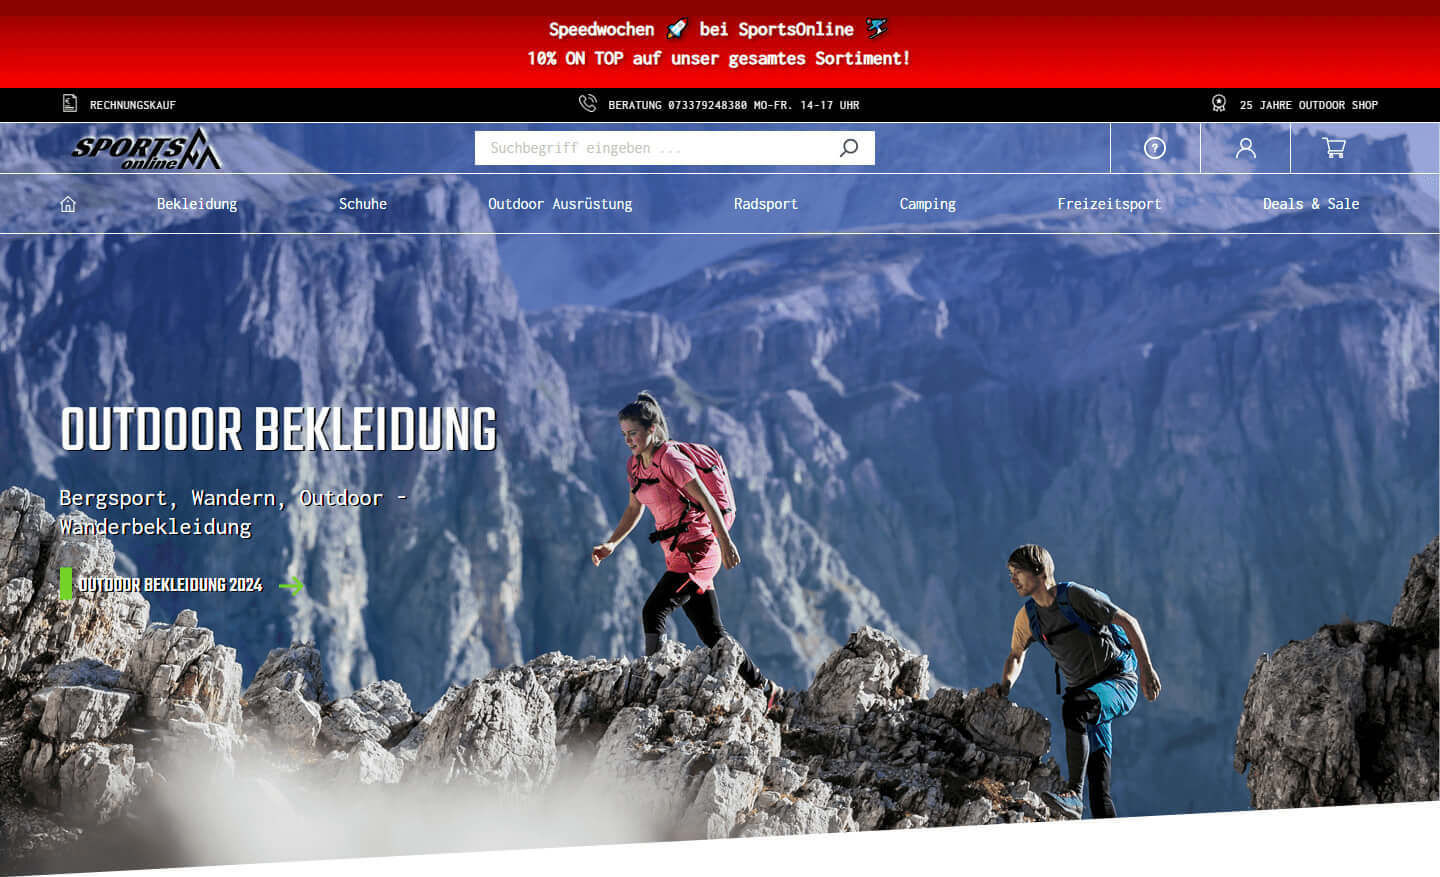 Speedwochen 🚀 bei SportsOnline ⛷
10% ON TOP auf unser gesamtes Sortiment!
RECHNUNGSKAUF
BERATUNG 073379248380 MO-FR. 14-17 UHR
25 JAHRE OUTDOOR SHOP
SPORTS
online
Suchbegriff eingeben ...
Bekleidung
Schuhe
Outdoor Ausrüstung
Radsport
Camping
Freizeitsport
Deals & Sale
OUTDOOR BEKLEIDUNG
Bergsport, Wandern, Outdoor -
Wanderbekleidung
OUTDOOR BEKLEIDUNG 2024